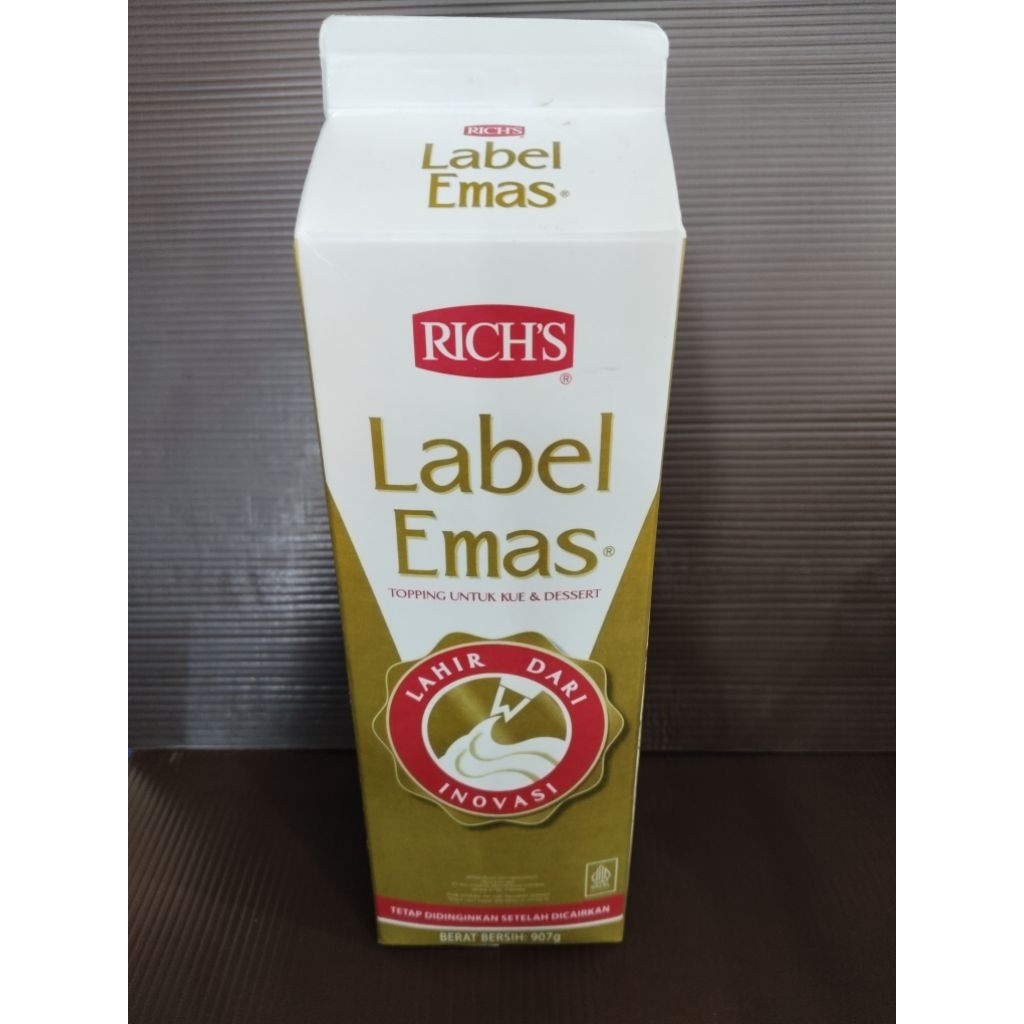 RICH'S
Label
Emas®
RICH'S®
Label
Emas®
TOPPING UNTUK KUE & DESSERT
LAHIR DARI
INOVASI
TETAP DIDINGINKAN SETELAH DICAIRKAN
BERAT BERSIH: 907g